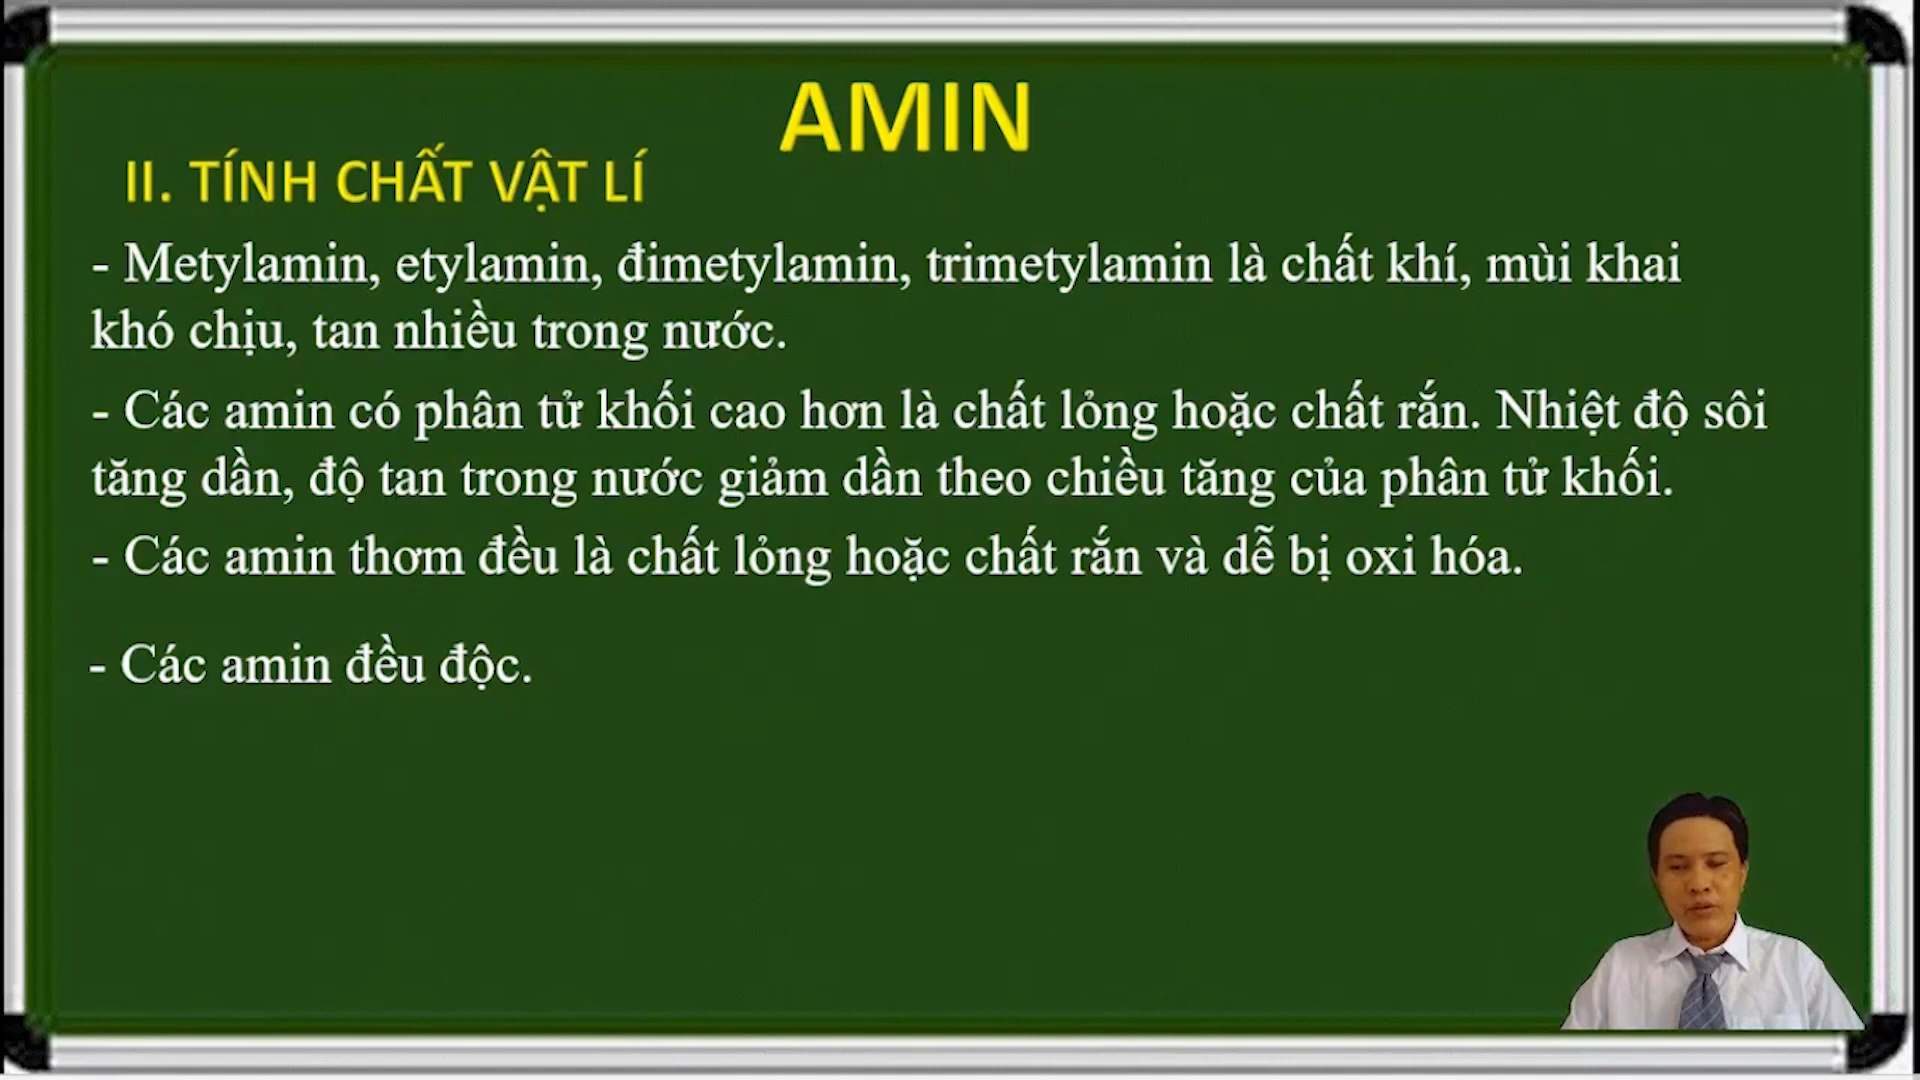 AMIN
II. TÍNH CHẤT VẬT LÍ
- Metylamin, etylamin, đimetylamin, trimetylamin là chất khí, mùi khai
khó chịu, tan nhiều trong nước.
- Các amin có phân tử khối cao hơn là chất lỏng hoặc chất rắn. Nhiệt độ sôi
tăng dần, độ tan trong nước giảm dần theo chiều tăng của phân tử khối.
- Các amin thơm đều là chất lỏng hoặc chất rắn và dễ bị oxi hóa.
- Các amin đều độc.